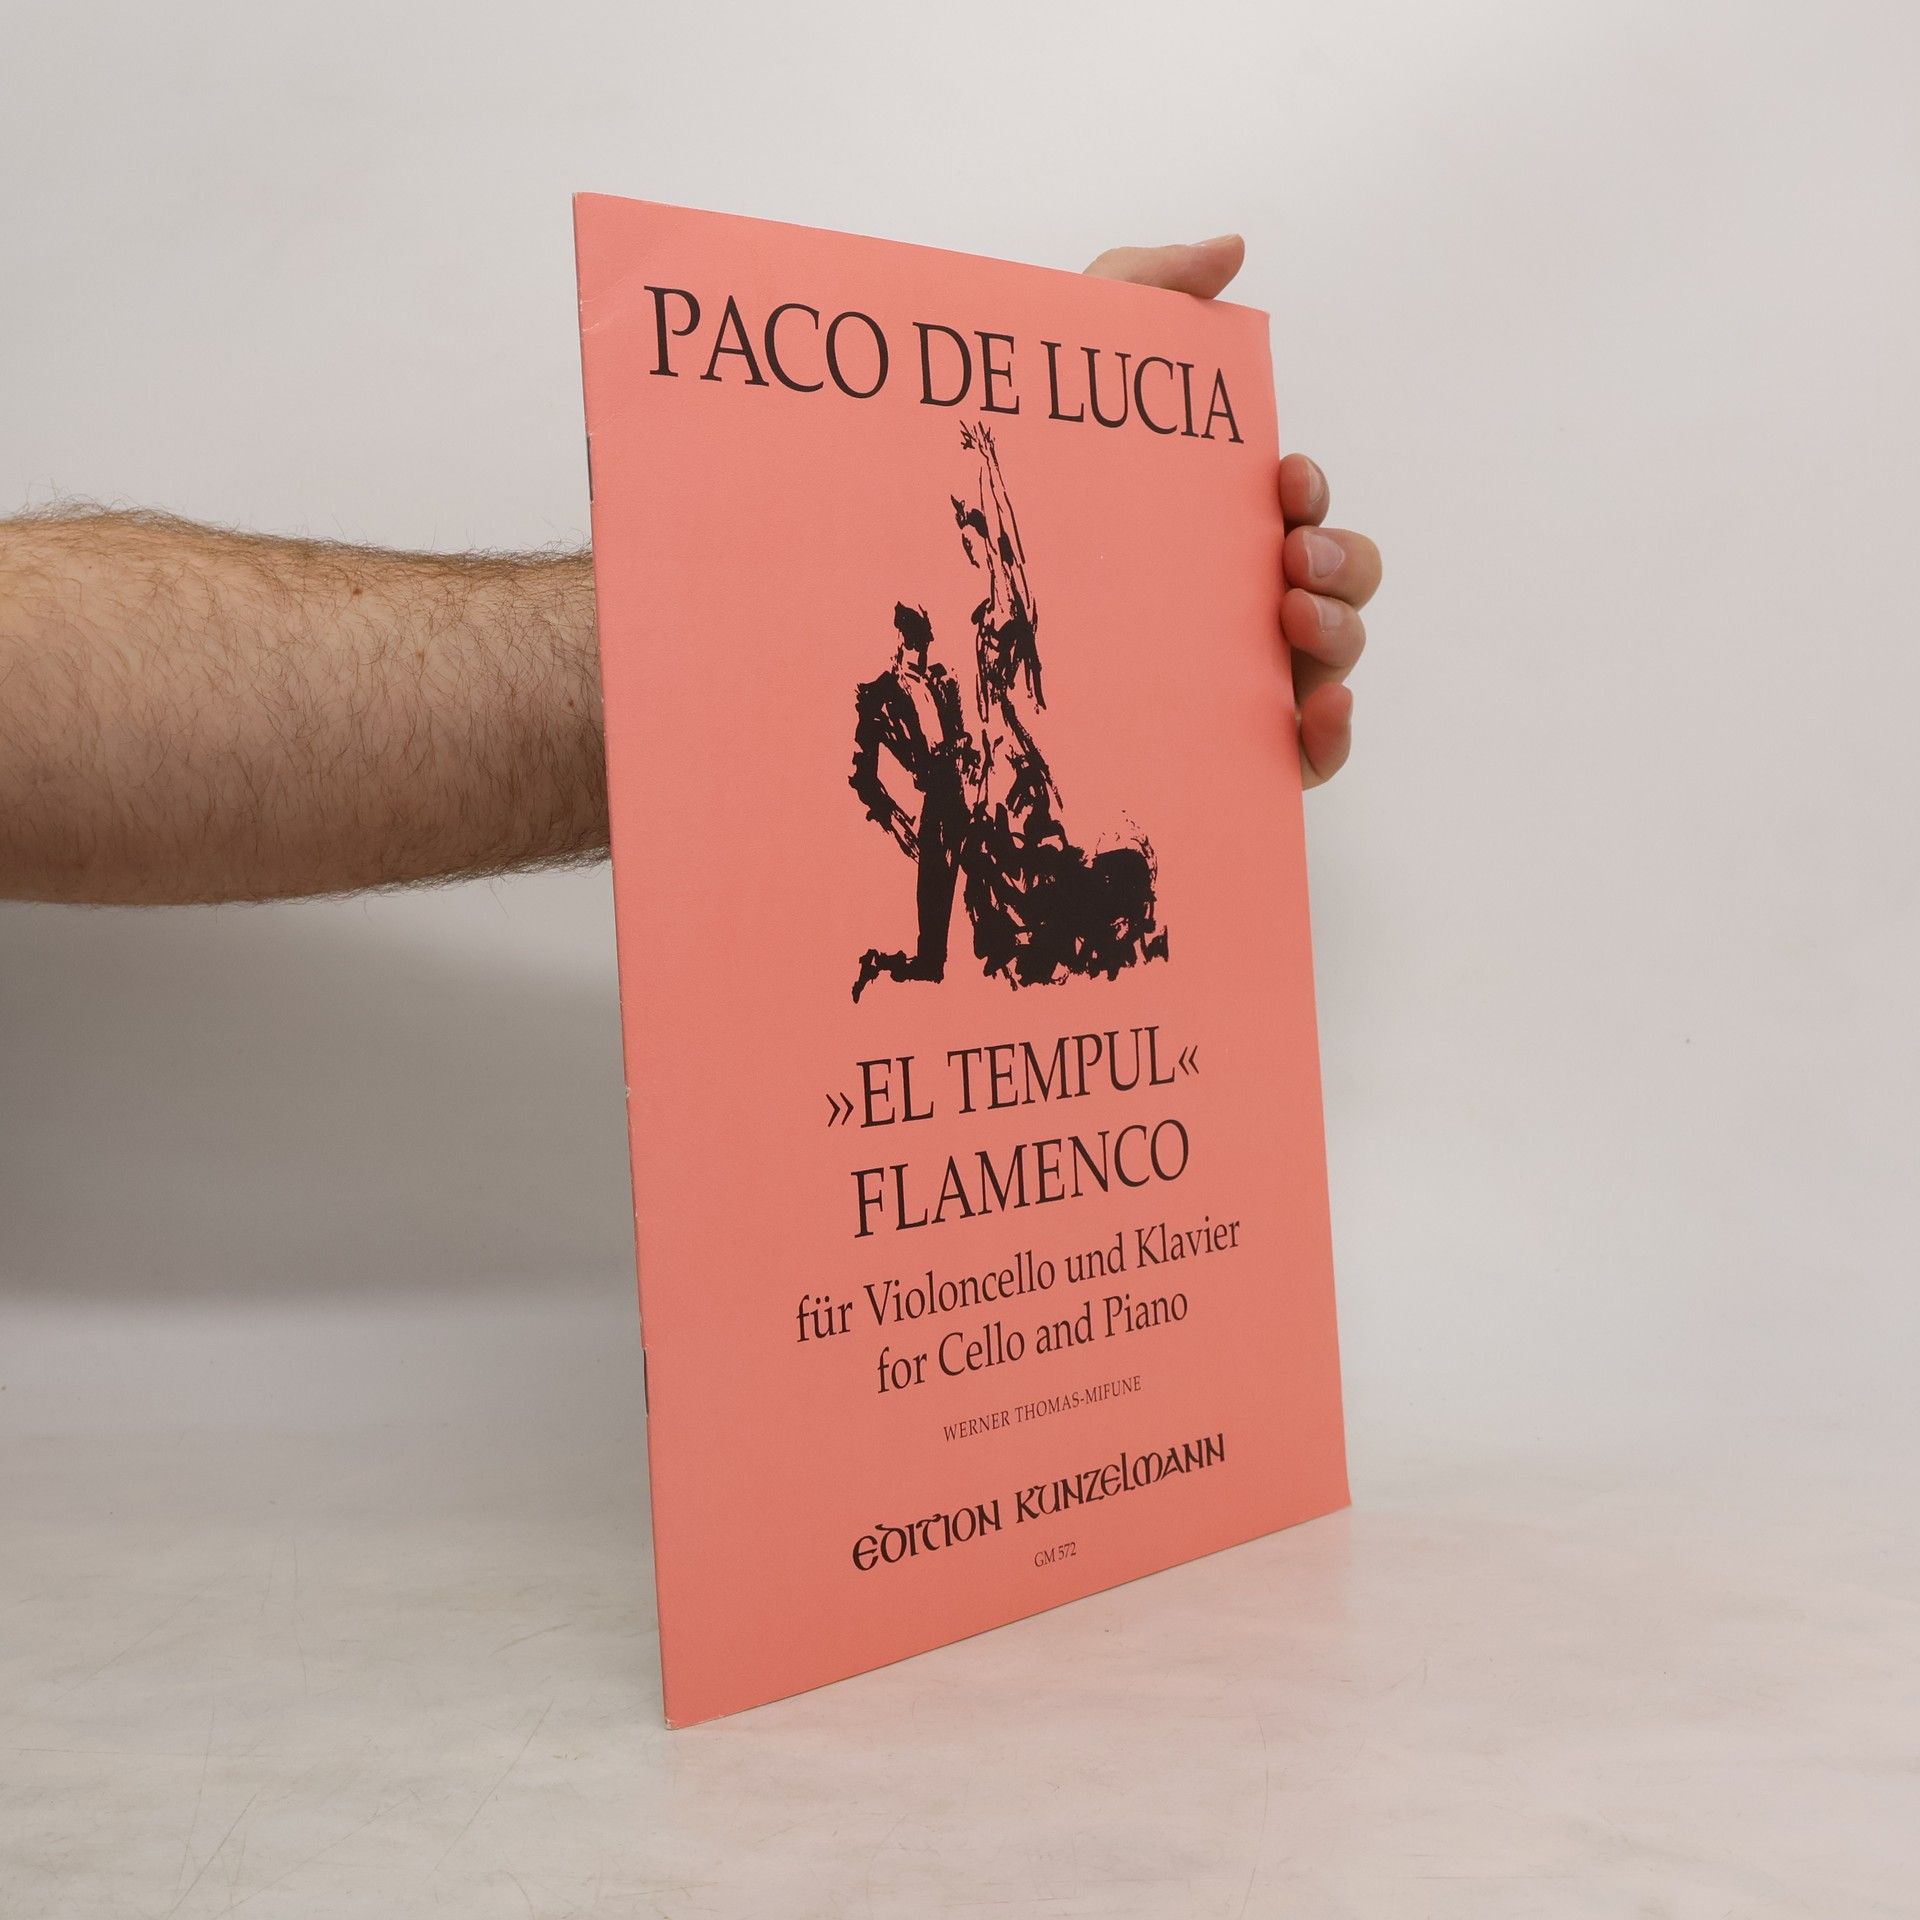 PACO DE LUCIA
»EL TEMPUL«
FLAMENCO
für Violoncello und Klavier
for Cello and Piano
WERNER THOMAS-MIFUNE
EDITION KUNZELMANN
GM 572